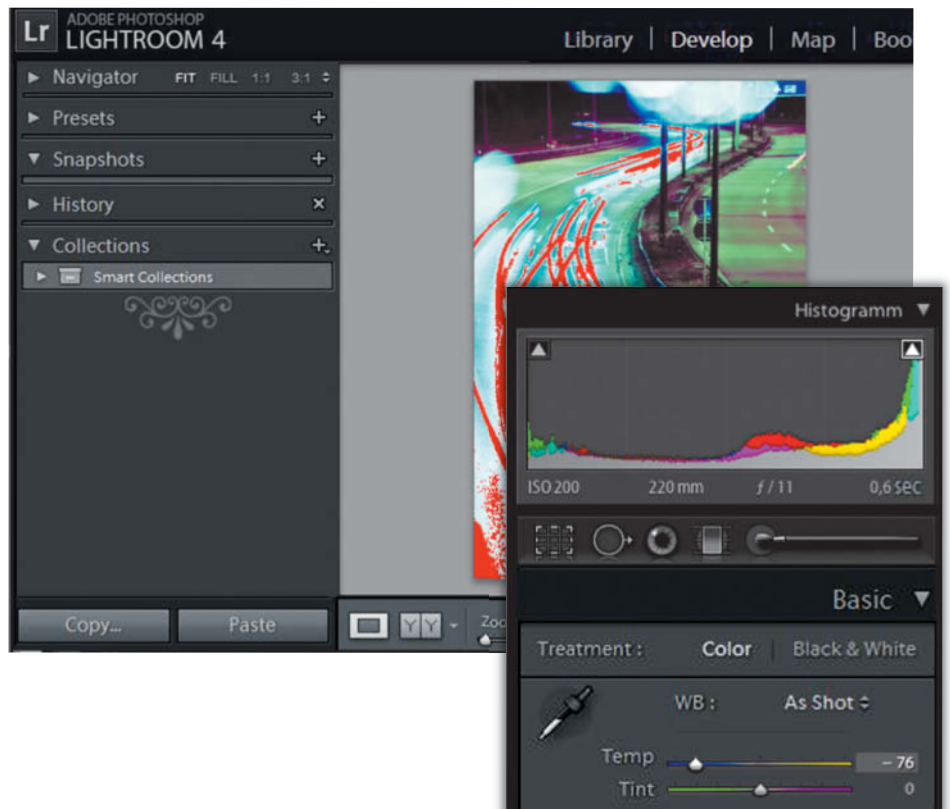 Lr ADOBE PHOTOSHOP
LIGHTROOM 4
Library | Develop | Map | Boo
Navigator FIT FILL 1:1 3:1
Presets
Snapshots
History
Collections
Smart Collections
Copy... Paste
YY Zoo
Histogramm
ISO 200 220 mm f / 11 0,6 SEC
Basic
Treatment : Color Black & White
WB : As Shot
Temp – 76
Tint 0